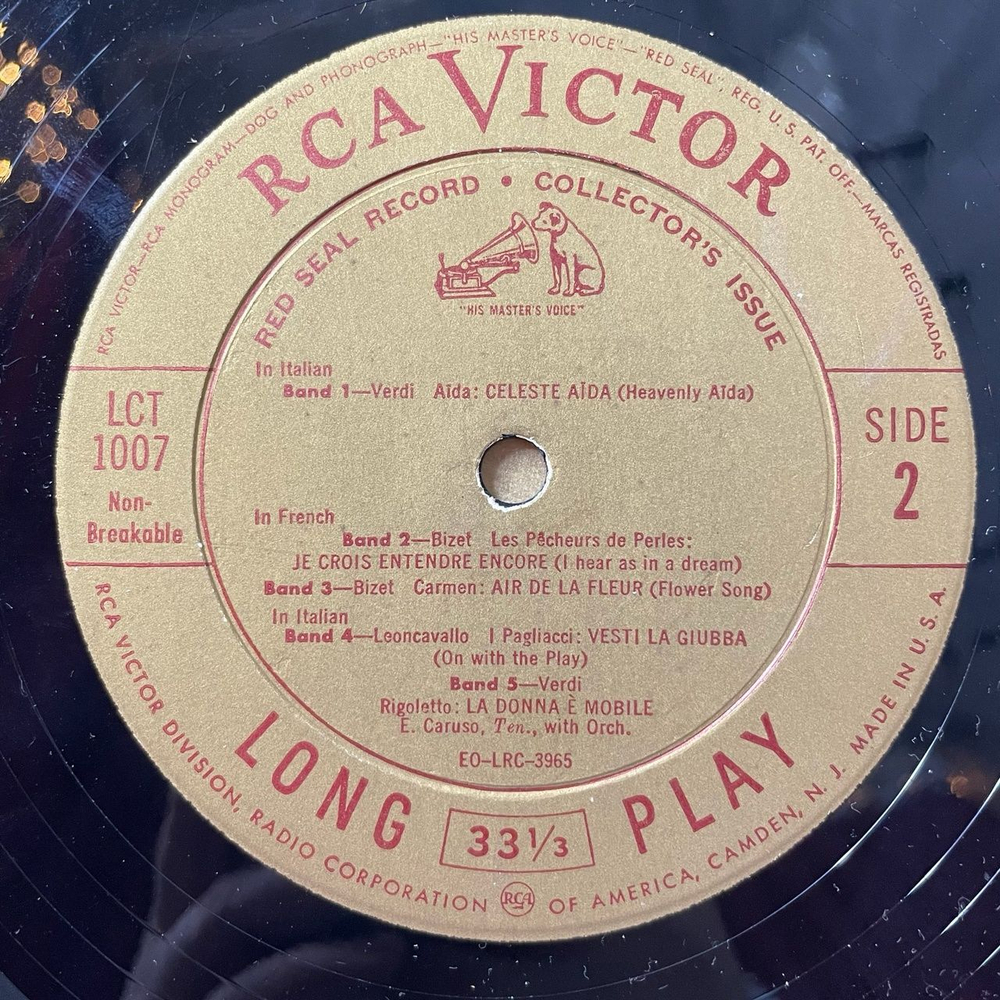 RCA VICTOR—RCA MONOGRAM—DOG AND PHONOGRAPH—"HIS MASTER'S VOICE"—"RED SEAL", REG. U. S. PAT. OFF.—MARCAS REGISTRADAS
RCA VICTOR
RED SEAL RECORD • COLLECTOR'S ISSUE
"HIS MASTER'S VOICE"
In Italian
Band 1—Verdi Aïda: CELESTE AÏDA (Heavenly Aïda)
LCT
1007
Non-
Breakable
SIDE
2
In French
Band 2—Bizet Les Pêcheurs de Perles:
JE CROIS ENTENDRE ENCORE (I hear as in a dream)
Band 3—Bizet Carmen: AIR DE LA FLEUR (Flower Song)
In Italian
Band 4—Leoncavallo I Pagliacci: VESTI LA GIUBBA
(On with the Play)
Band 5—Verdi
Rigoletto: LA DONNA È MOBILE
E. Caruso, Ten., with Orch.
EO-LRC-3965
LONG 33 1/3 PLAY
RCA VICTOR DIVISION, RADIO CORPORATION RCA OF AMERICA, CAMDEN, N. J. MADE IN U. S. A.